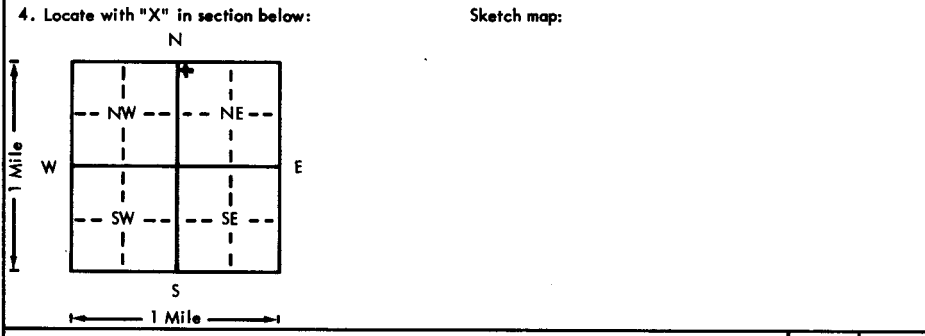 4. Locate with "X" in section below: Sketch map:
N
-- NW -- -- NE --
W E
1 Mile
-- SW -- -- SE --
S
1 Mile